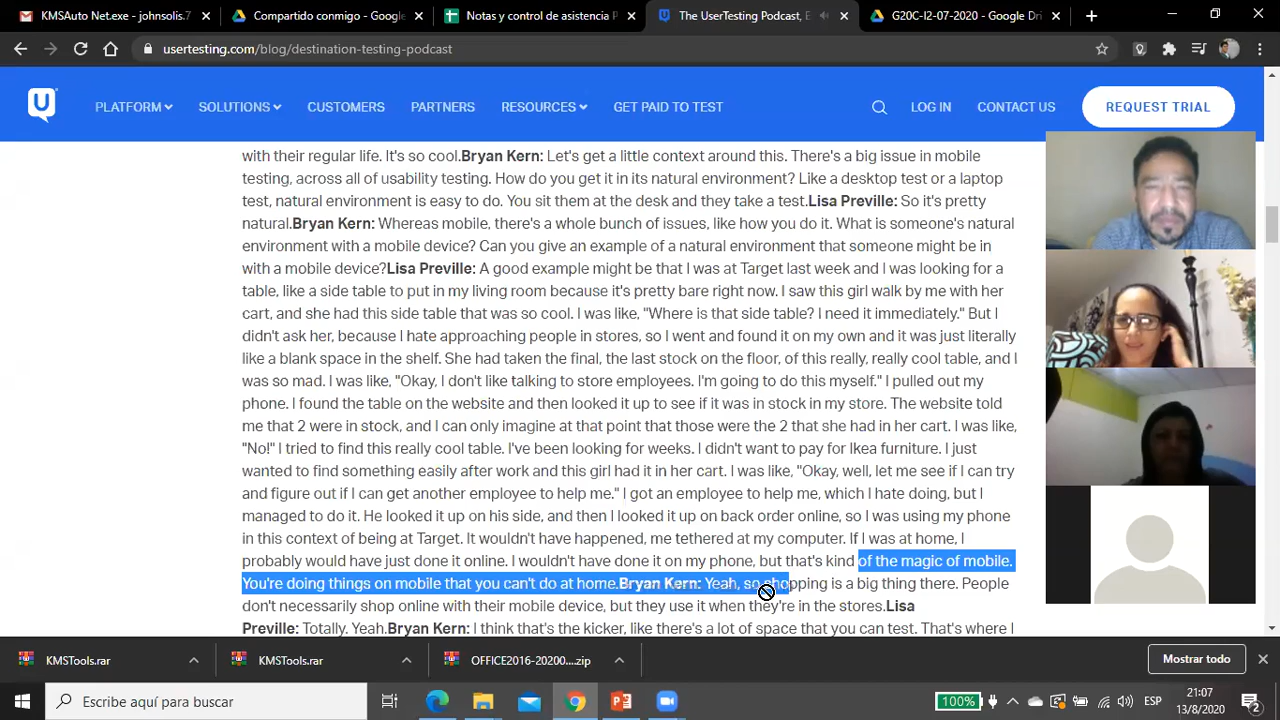 KMSAuto Net.exe - johnsolis.7
Compartido conmigo - Google
Notas y control de asistencia P
The UserTesting Podcast, E
G20C-I2-07-2020 - Google Dri
usertesting.com/blog/destination-testing-podcast
U
PLATFORM
SOLUTIONS
CUSTOMERS
PARTNERS
RESOURCES
GET PAID TO TEST
LOG IN
CONTACT US
REQUEST TRIAL
with their regular life. It's so cool.Bryan Kern: Let's get a little context around this. There's a big issue in mobile
testing, across all of usability testing. How do you get it in its natural environment? Like a desktop test or a laptop
test, natural environment is easy to do. You sit them at the desk and they take a test.Lisa Preville: So it's pretty
natural.Bryan Kern: Whereas mobile, there's a whole bunch of issues, like how you do it. What is someone's natural
environment with a mobile device? Can you give an example of a natural environment that someone might be in
with a mobile device?Lisa Preville: A good example might be that I was at Target last week and I was looking for a
table, like a side table to put in my living room because it's pretty bare right now. I saw this girl walk by me with her
cart, and she had this side table that was so cool. I was like, "Where is that side table? I need it immediately." But I
didn't ask her, because I hate approaching people in stores, so I went and found it on my own and it was just literally
like a blank space in the shelf. She had taken the final, the last stock on the floor, of this really, really cool table, and I
was so mad. I was like, "Okay, I don't like talking to store employees. I'm going to do this myself." I pulled out my
phone. I found the table on the website and then looked it up to see if it was in stock in my store. The website told
me that 2 were in stock, and I can only imagine at that point that those were the 2 that she had in her cart. I was like,
"No!" I tried to find this really cool table. I've been looking for weeks. I didn't want to pay for Ikea furniture. I just
wanted to find something easily after work and this girl had it in her cart. I was like, "Okay, well, let me see if I can try
and figure out if I can get another employee to help me." I got an employee to help me, which I hate doing, but I
managed to do it. He looked it up on his side, and then I looked it up on back order online, so I was using my phone
in this context of being at Target. It wouldn't have happened, me tethered at my computer. If I was at home, I
probably would have just done it online. I wouldn't have done it on my phone, but that's kind of the magic of mobile.
You're doing things on mobile that you can't do at home.Bryan Kern: Yeah, so shopping is a big thing there. People
don't necessarily shop online with their mobile device, but they use it when they're in the stores.Lisa
Preville: Totally. Yeah.Bryan Kern: I think that's the kicker, like there's a lot of space that you can test. That's where I
KMSTools.rar
KMSTools.rar
OFFICE2016-20200....zip
Mostrar todo
Escribe aquí para buscar
100%
ESP
21:07
13/8/2020
2